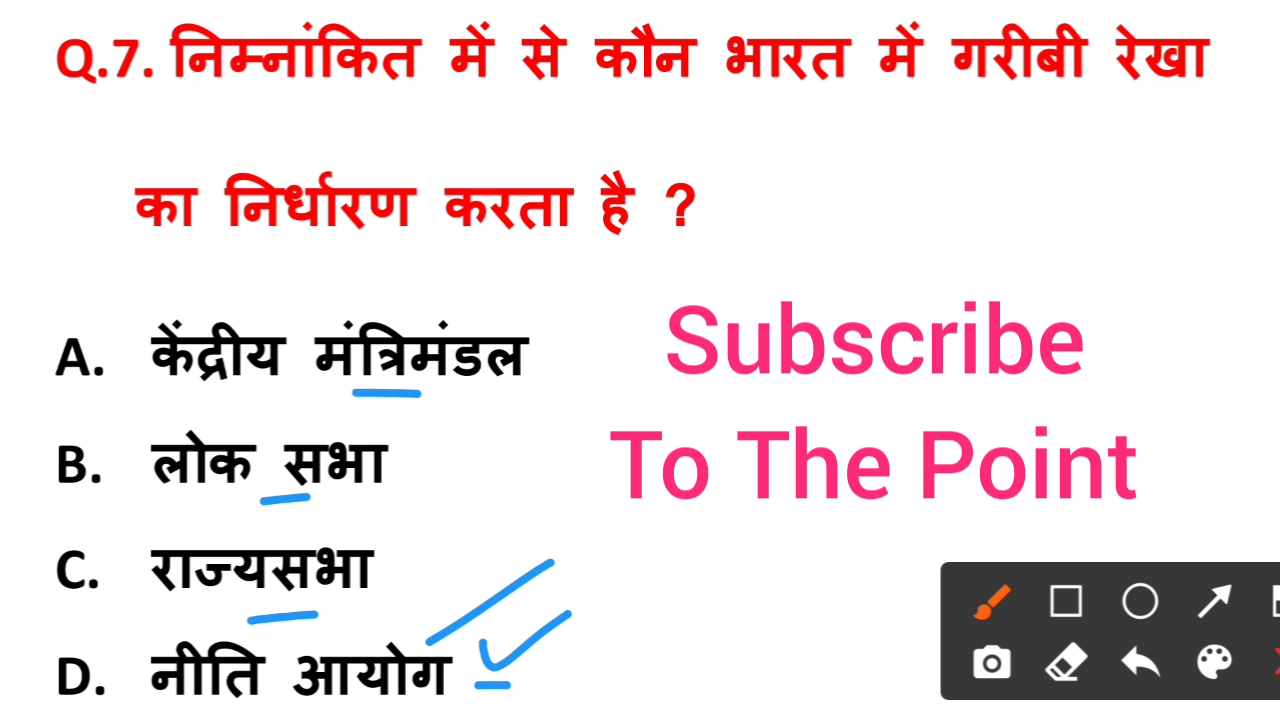 Q.7. निम्नांकित में से कौन भारत में गरीबी रेखा
का निर्धारण करता है ?
A. केंद्रीय मंत्रिमंडल
B. लोक सभा
C. राज्यसभा
D. नीति आयोग
Subscribe
To The Point